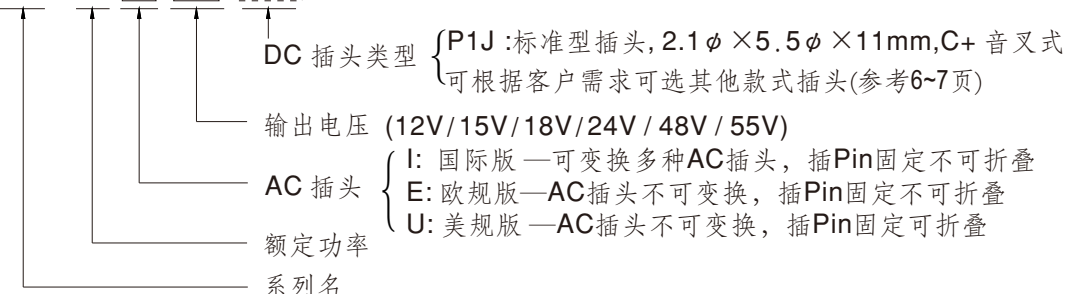 DC 插头类型 { P1J :标准型插头, 2.1φ ×5.5φ ×11mm,C+ 音叉式
可根据客户需求可选其他款式插头(参考6~7页)
输出电压 (12V/15V/18V/24V / 48V / 55V)
I: 国际版 —可变换多种AC插头，插Pin固定不可折叠
AC 插头 { E: 欧规版—AC插头不可变换，插Pin固定不可折叠
U: 美规版 —AC插头不可变换，插Pin固定可折叠
额定功率
系列名